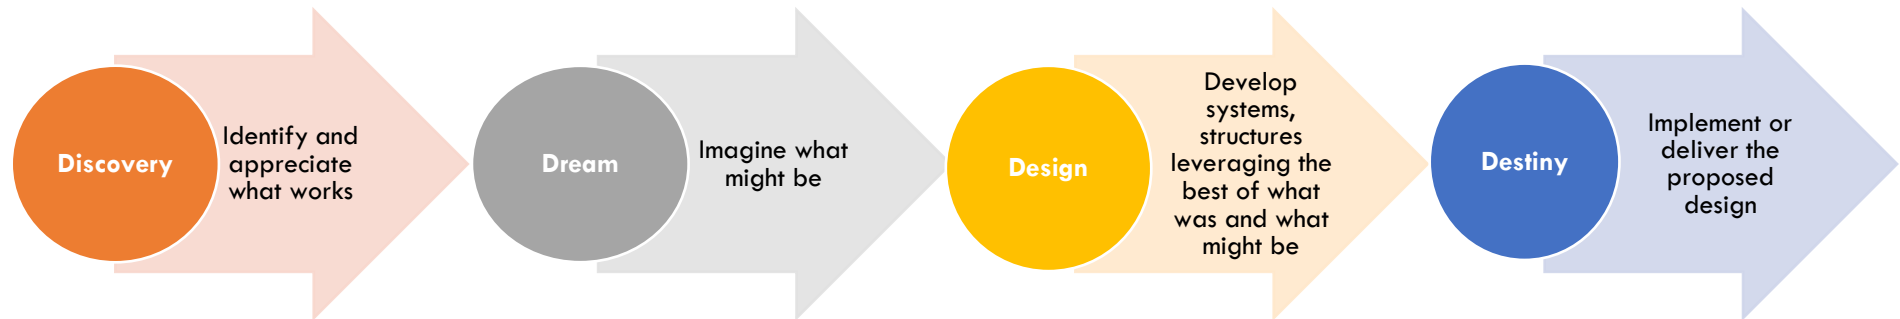 Discovery
Identify and
appreciate
what works
Dream
Imagine what
might be
Design
Develop
systems,
structures
leveraging the
best of what
was and what
might be
Destiny
Implement or
deliver the
proposed
design